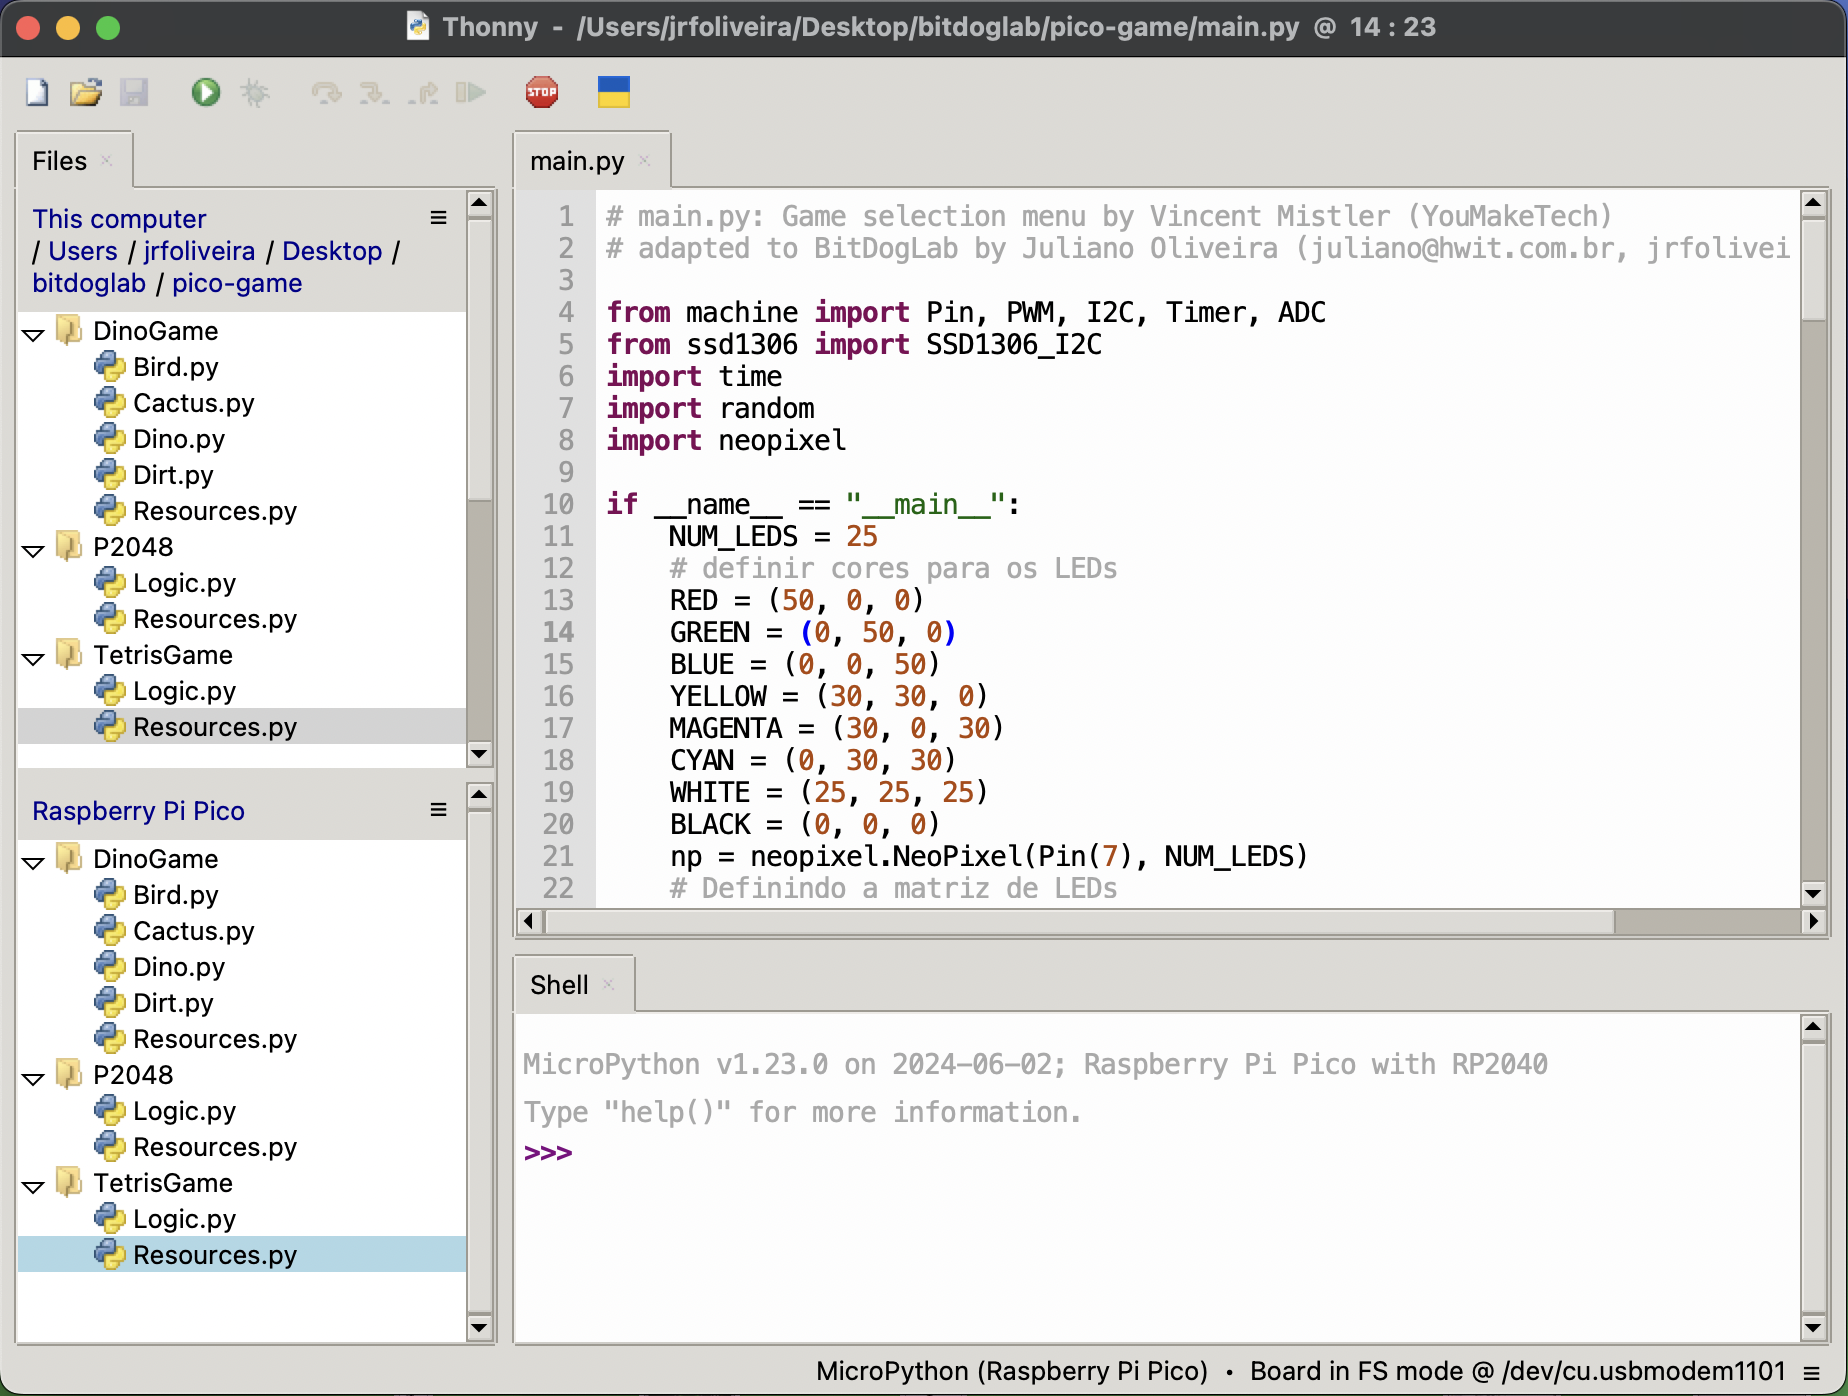 Thonny - /Users/jrfoliveira/Desktop/bitdoglab/pico-game/main.py @ 14 : 23
STOP
Files
This computer
/ Users / jrfoliveira / Desktop /
bitdoglab / pico-game
DinoGame
Bird.py
Cactus.py
Dino.py
Dirt.py
Resources.py
P2048
Logic.py
Resources.py
TetrisGame
Logic.py
Resources.py
Raspberry Pi Pico
DinoGame
Bird.py
Cactus.py
Dino.py
Dirt.py
Resources.py
P2048
Logic.py
Resources.py
TetrisGame
Logic.py
Resources.py
main.py
1 # main.py: Game selection menu by Vincent Mistler (YouMakeTech)
2 # adapted to BitDogLab by Juliano Oliveira (juliano@hwit.com.br, jrfolivei
3
4 from machine import Pin, PWM, I2C, Timer, ADC
5 from ssd1306 import SSD1306_I2C
6 import time
7 import random
8 import neopixel
9
10 if __name__ == "__main__":
11 NUM_LEDS = 25
12 # definir cores para os LEDs
13 RED = (50, 0, 0)
14 GREEN = (0, 50, 0)
15 BLUE = (0, 0, 50)
16 YELLOW = (30, 30, 0)
17 MAGENTA = (30, 0, 30)
18 CYAN = (0, 30, 30)
19 WHITE = (25, 25, 25)
20 BLACK = (0, 0, 0)
21 np = neopixel.NeoPixel(Pin(7), NUM_LEDS)
22 # Definindo a matriz de LEDs
Shell
MicroPython v1.23.0 on 2024-06-02; Raspberry Pi Pico with RP2040
Type "help()" for more information.
>>>
MicroPython (Raspberry Pi Pico) • Board in FS mode @ /dev/cu.usbmodem1101 ≡